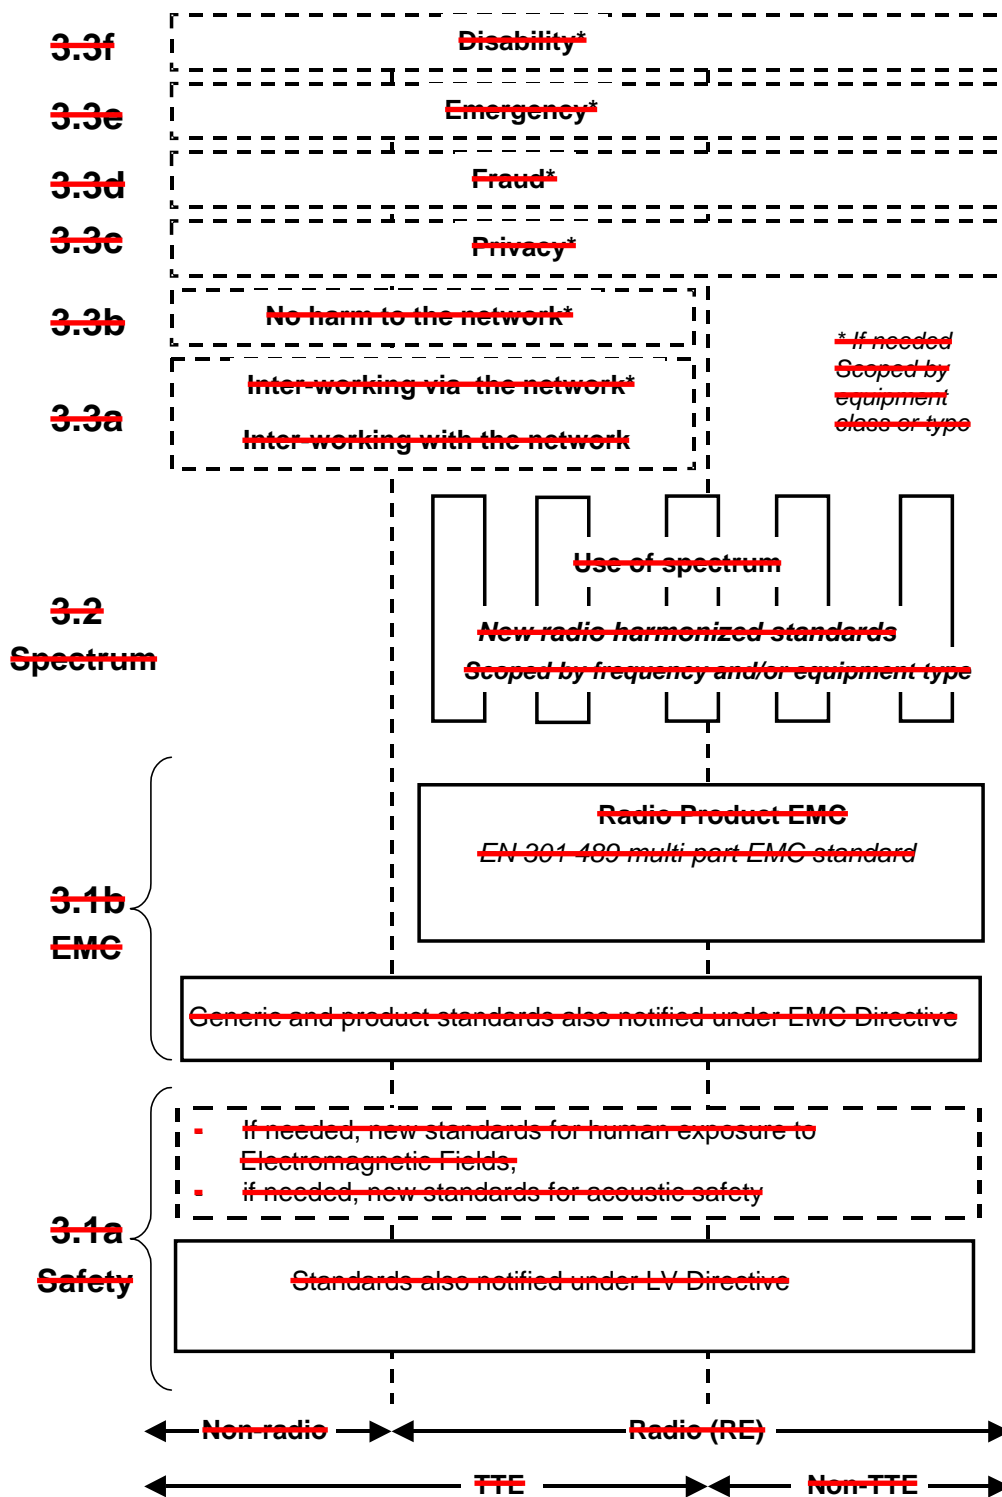 3.3f
Disability*
3.3e
Emergency*
3.3d
Fraud*
3.3c
Privacy*
3.3b
No harm to the network*
3.3a
Inter-working via the network*
Inter-working with the network
* If needed
Scoped by
equipment
class or type
3.2
Spectrum
Use of spectrum
New radio harmonized standards
Scoped by frequency and/or equipment type
3.1b
EMC
Radio Product EMC
EN 301 489 multi-part EMC standard
Generic and product standards also notified under EMC Directive
3.1a
Safety
- If needed, new standards for human exposure to
Electromagnetic Fields,
- if needed, new standards for acoustic safety
Standards also notified under LV Directive
Non-radio
Radio (RE)
TTE
Non-TTE